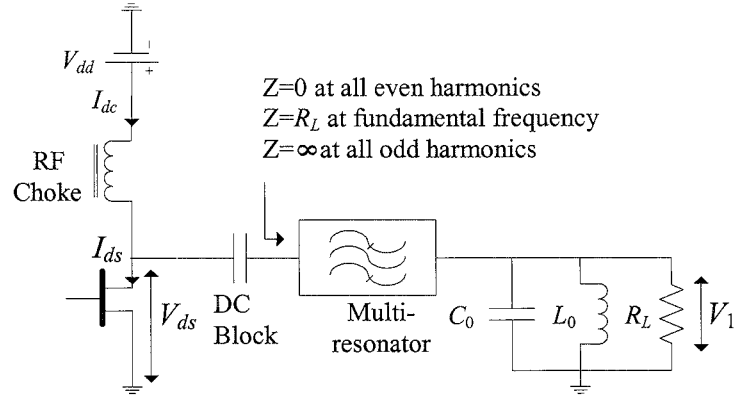 −
V_dd
+
I_dc
Z=0 at all even harmonics
Z=R_L at fundamental frequency
Z=∞ at all odd harmonics
RF
Choke
I_ds
V_ds
DC
Block
Multi-
resonator
C_0
L_0
R_L
V_1